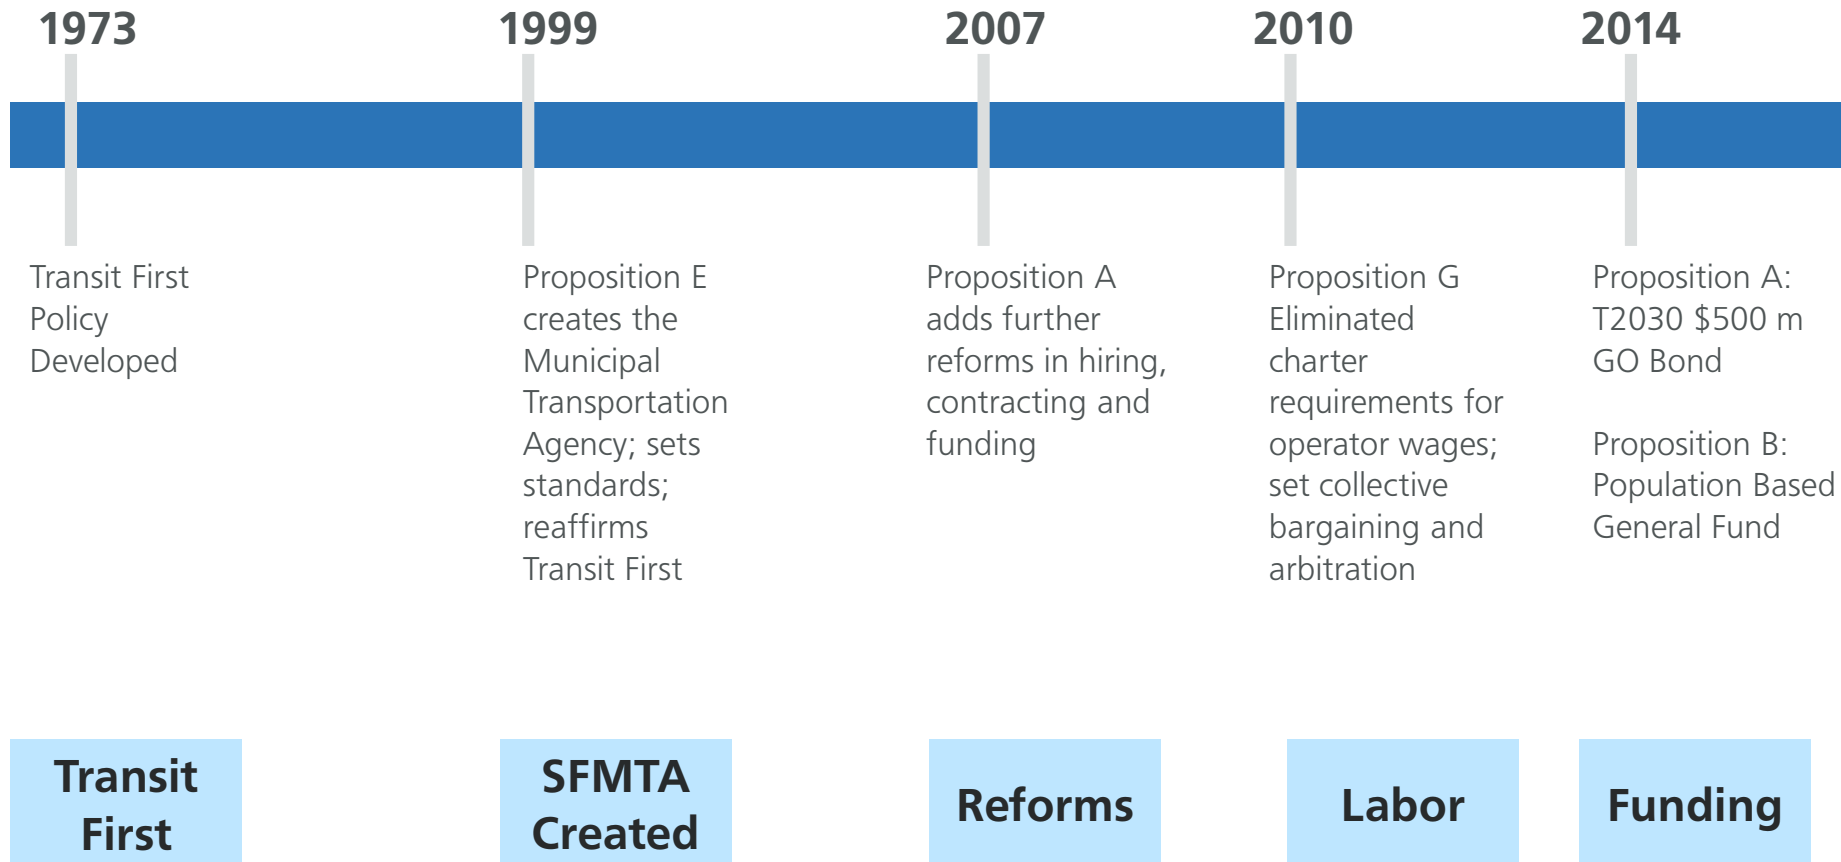 1973
1999
2007
2010
2014
Transit First
Policy
Developed
Proposition E
creates the
Municipal
Transportation
Agency; sets
standards;
reaffirms
Transit First
Proposition A
adds further
reforms in hiring,
contracting and
funding
Proposition G
Eliminated
charter
requirements for
operator wages;
set collective
bargaining and
arbitration
Proposition A:
T2030 $500 m
GO Bond
Proposition B:
Population Based
General Fund
Transit
First
SFMTA
Created
Reforms
Labor
Funding